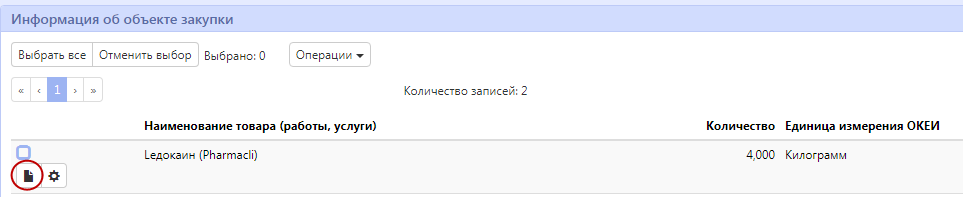 Информация об объекте закупки
Выбрать все Отменить выбор Выбрано: 0 Операции
« ‹ 1 › » Количество записей: 2
Наименование товара (работы, услуги) Количество Единица измерения ОКЕИ
Ледокаин (Pharmacli) 4,000 Килограмм